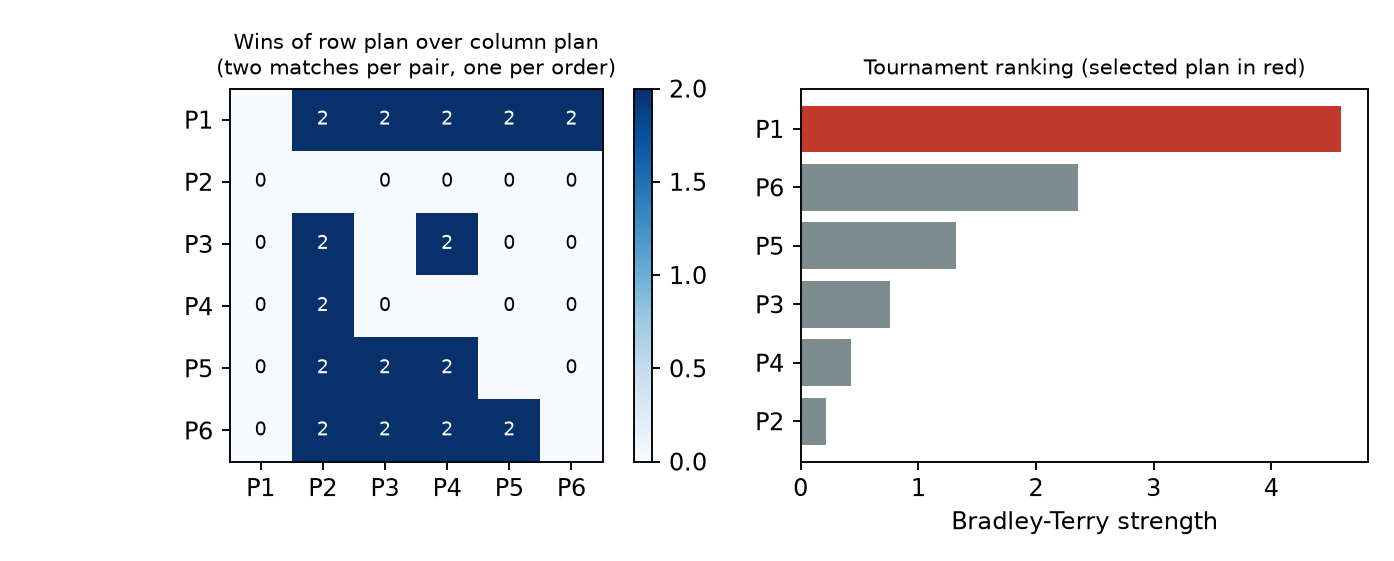 Wins of row plan over column plan
(two matches per pair, one per order)
P1 2 2 2 2 2
P2 0 0 0 0 0
P3 0 2 2 0 0
P4 0 2 0 0 0
P5 0 2 2 2 0
P6 0 2 2 2 2
P1 P2 P3 P4 P5 P6
2.0
1.5
1.0
0.5
0.0
Tournament ranking (selected plan in red)
P1
P6
P5
P3
P4
P2
0 1 2 3 4
Bradley-Terry strength